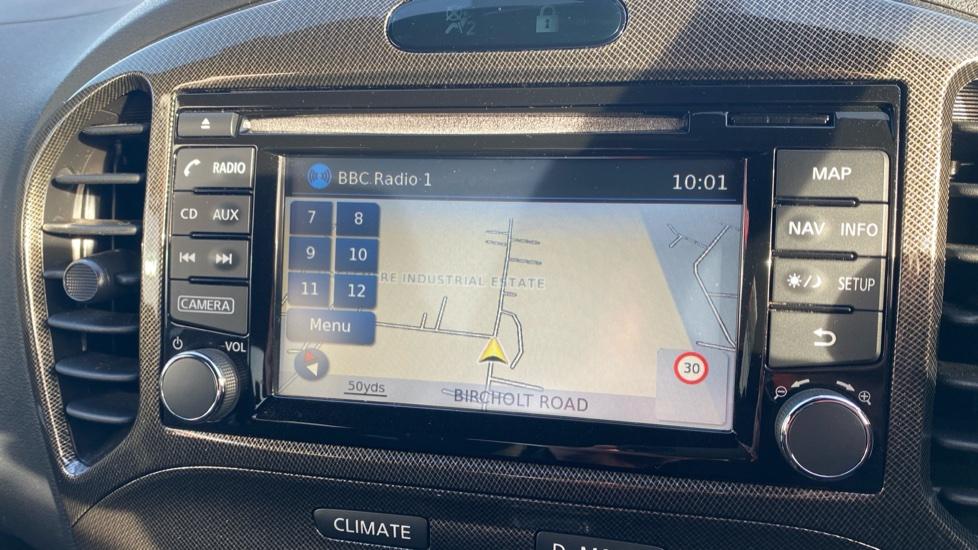 RADIO
CD AUX
CAMERA
VOL
BBC Radio 1
10:01
7 8
9 10
11 12
Menu
RE INDUSTRIAL ESTATE
50yds
BIRCHOLT ROAD
30
MAP
NAV INFO
SETUP
CLIMATE